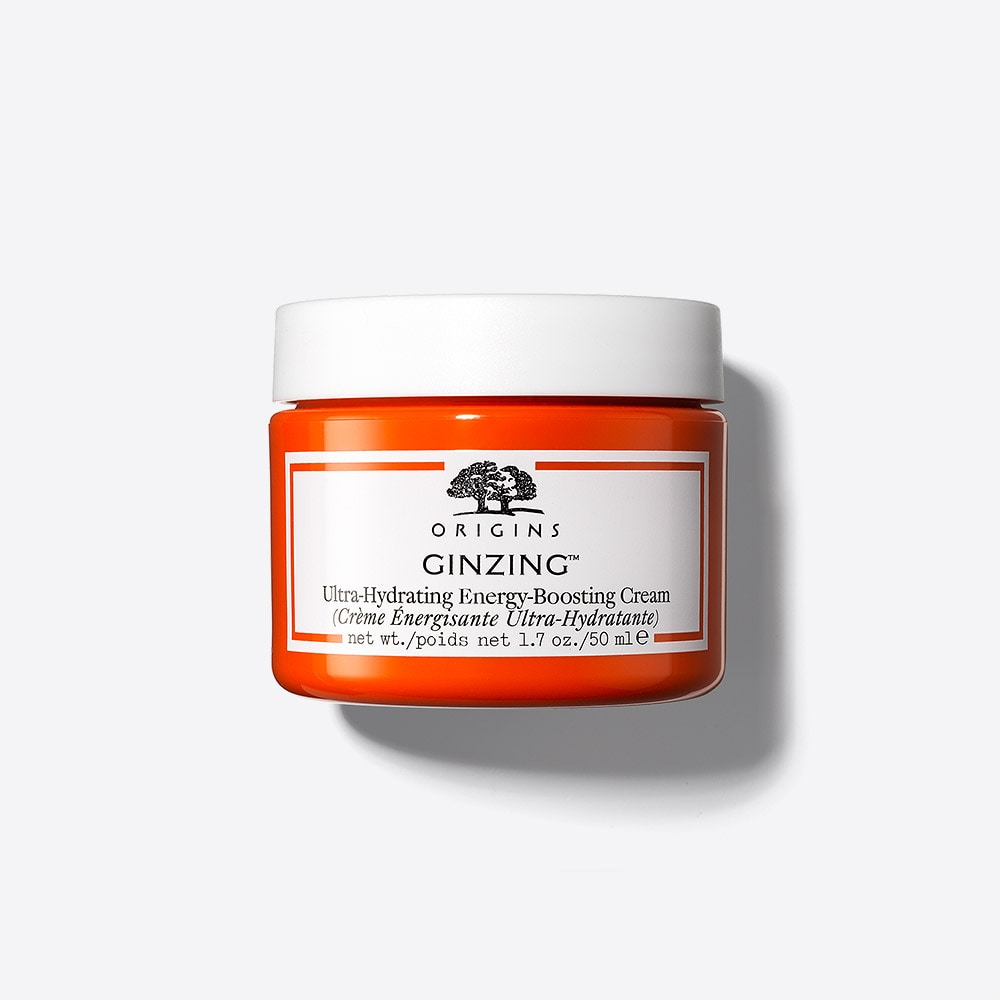 ORIGINS
GINZING™
Ultra-Hydrating Energy-Boosting Cream
(Crème Énergisante Ultra-Hydratante)
net wt./poids net 1.7 oz./50 ml ℮